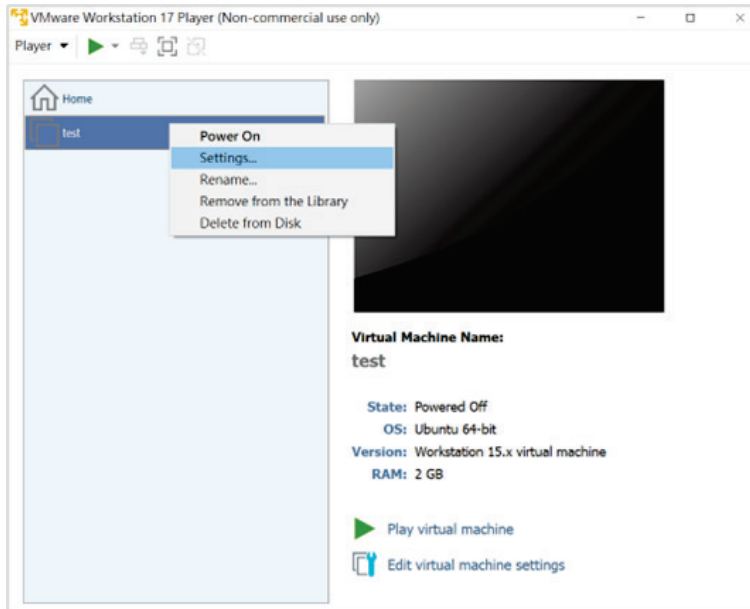 VMware Workstation 17 Player (Non-commercial use only)
Player
Home
test
Power On
Settings...
Rename...
Remove from the Library
Delete from Disk
Virtual Machine Name:
test
State: Powered Off
OS: Ubuntu 64-bit
Version: Workstation 15.x virtual machine
RAM: 2 GB
Play virtual machine
Edit virtual machine settings